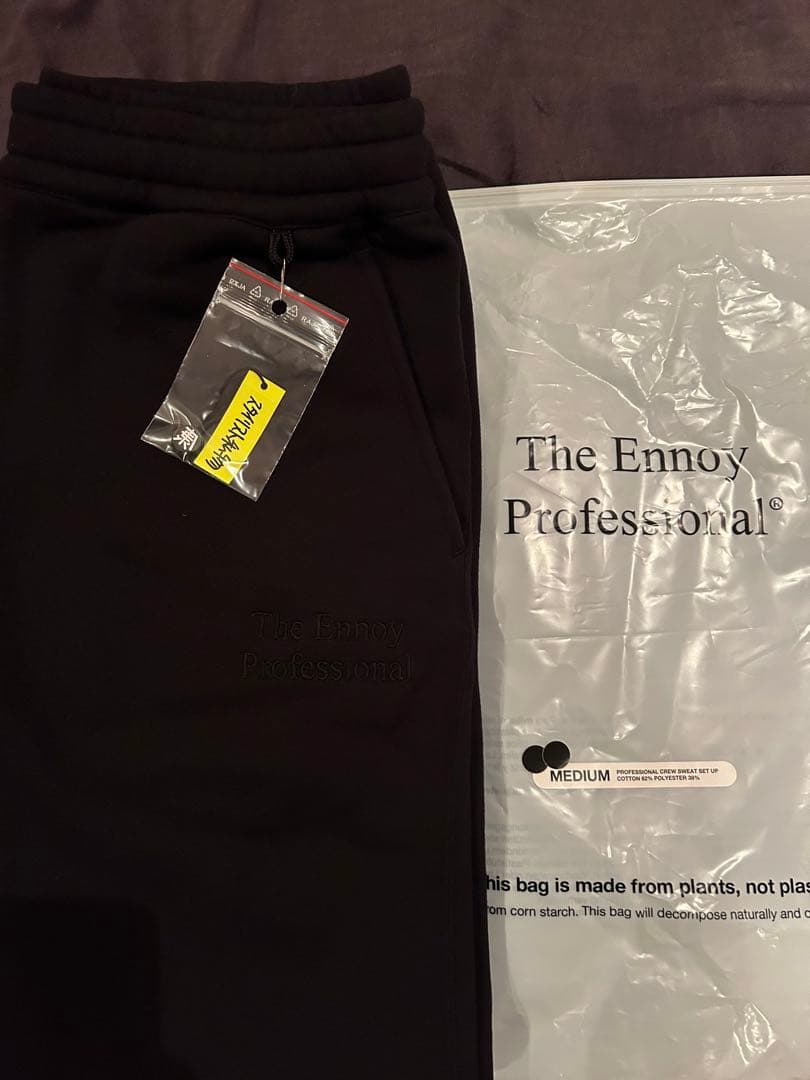 The Ennoy
Professional®
The Ennoy
Professional
MEDIUM
PROFESSIONAL CREW SWEAT SET UP
COTTON 62% POLYESTER 38%
his bag is made from plants, not plas
om corn starch. This bag will decompose naturally and c